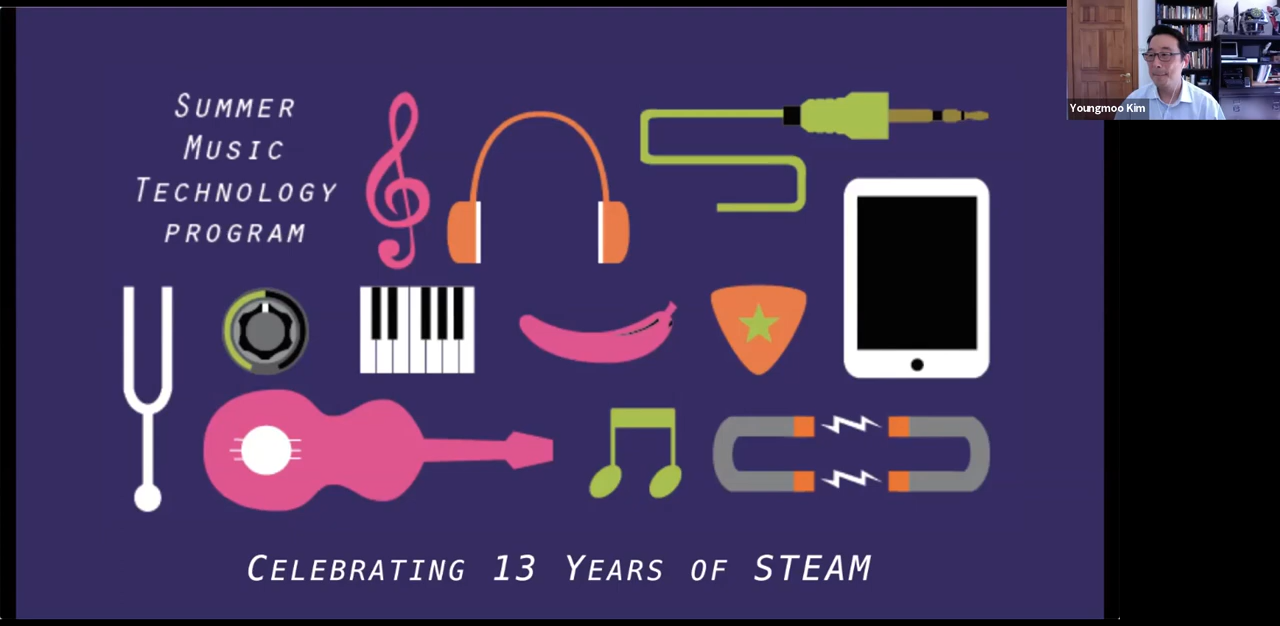 Summer
Music
Technology
program
Celebrating 13 Years of STEAM
Youngmoo Kim